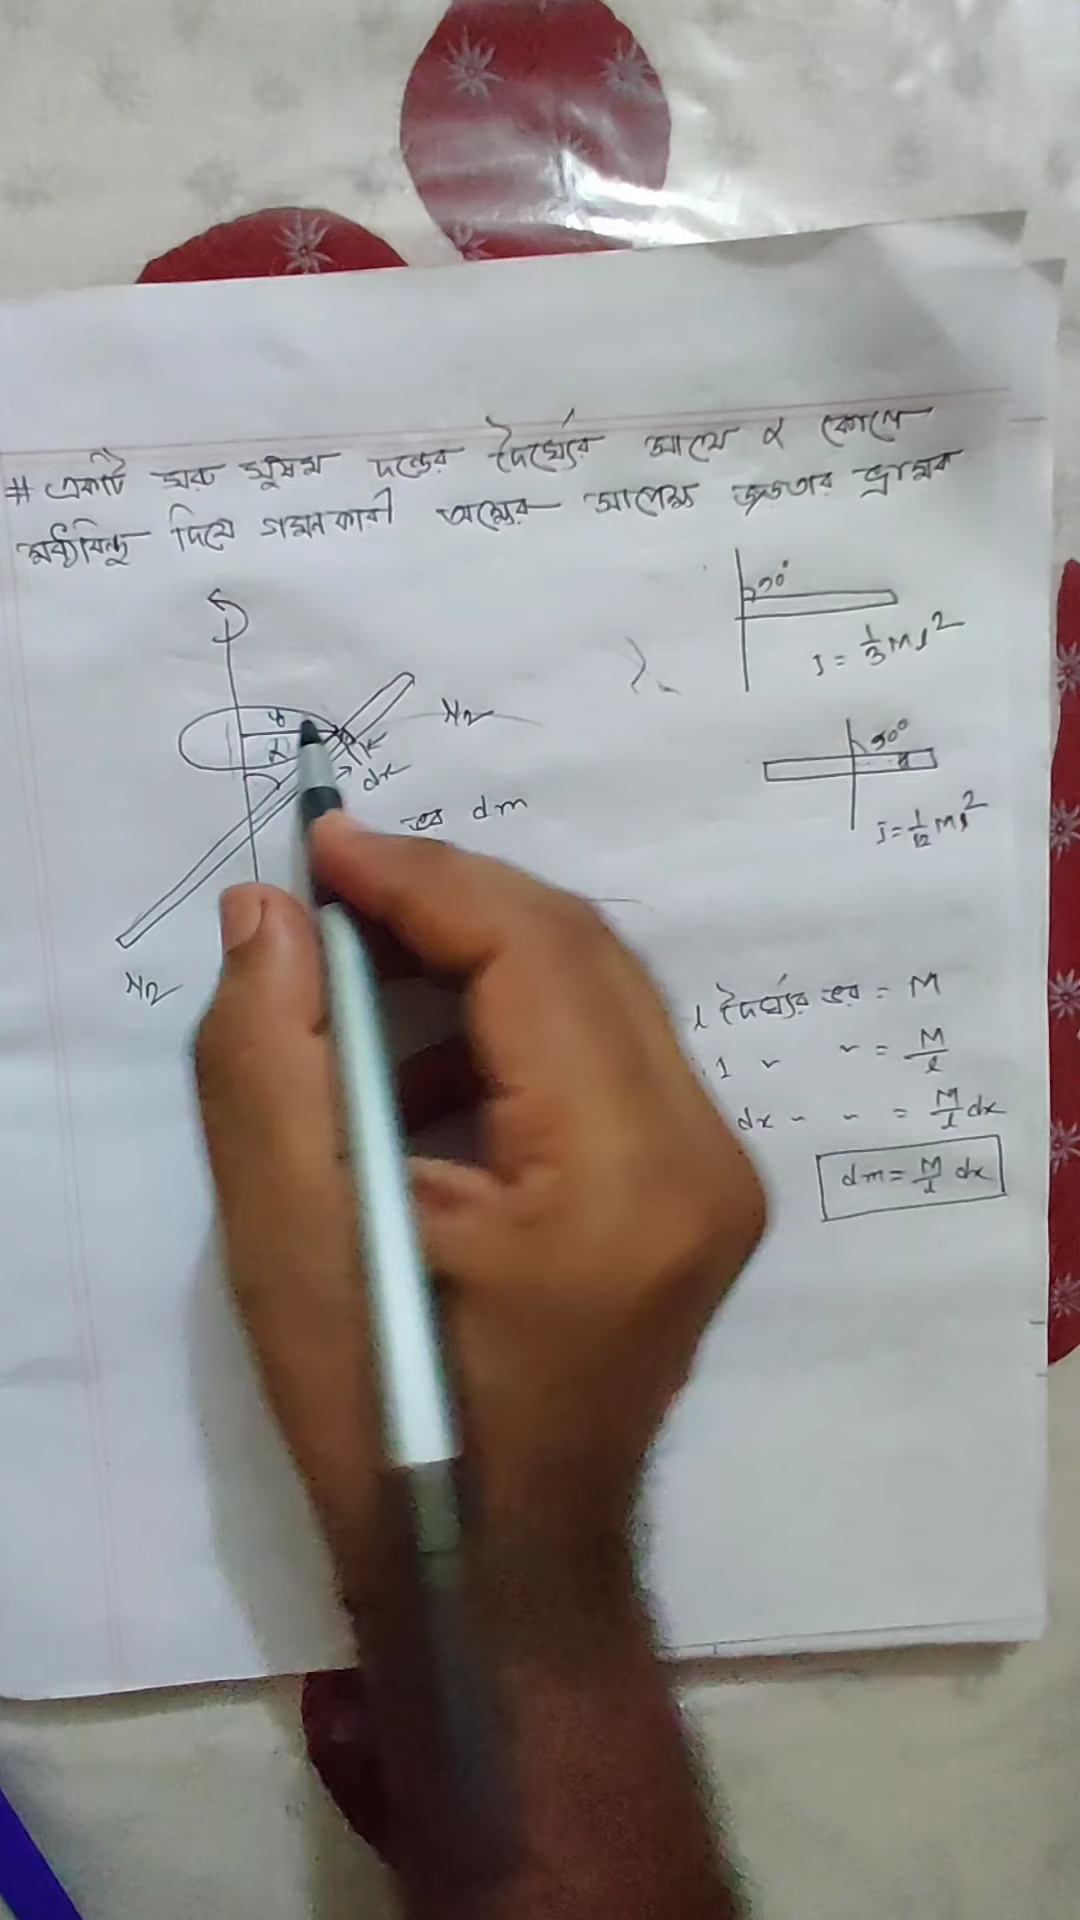 # একটি সরু সুষম দন্ডের দৈর্ঘ্যের সাথে α কোণে
মধ্যবিন্দু দিয়ে গমনকারী অক্ষের সাপেক্ষে জড়তার ভ্রামক
90°
I = 1/3 Ml²
90°
I = 1/12 Ml²
r
α
l/2
dx
ভর dm
l/2
l দৈর্ঘ্যের ভর = M
1 " " = M/l
dx " " = M/l dx
dm = M/l dx